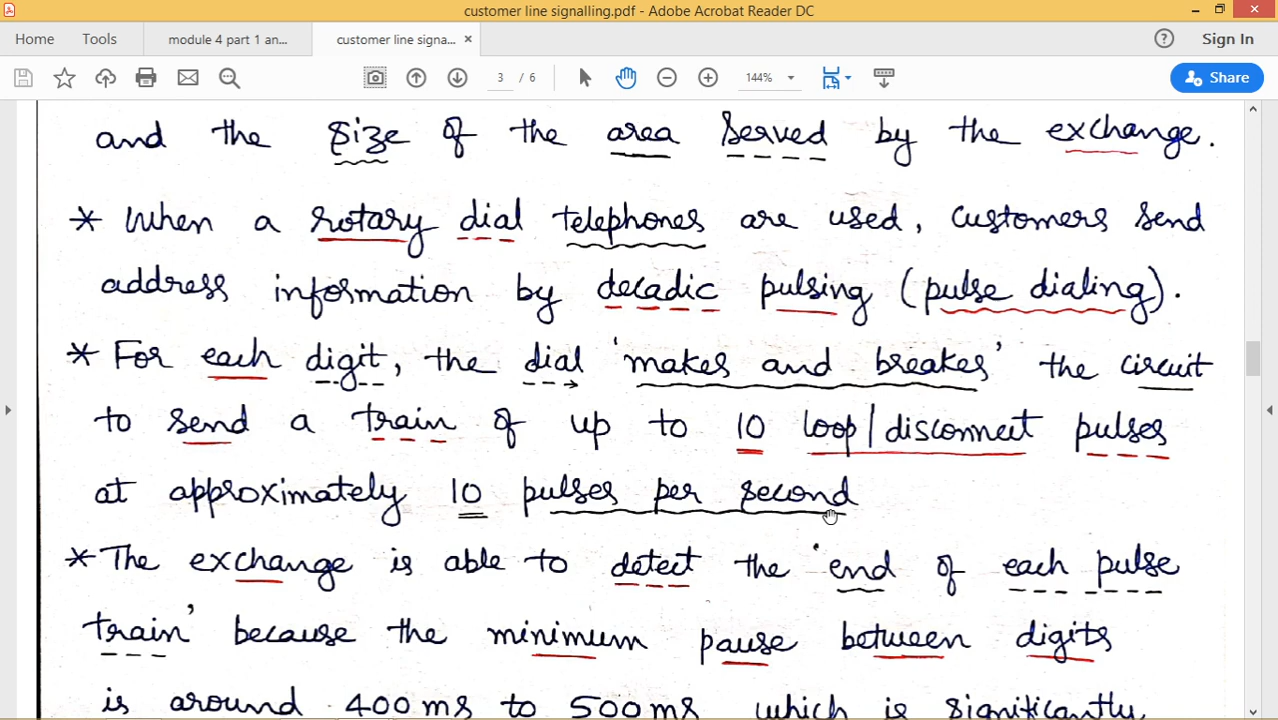 customer line signalling.pdf - Adobe Acrobat Reader DC
Home Tools module 4 part 1 an... customer line signa... × Sign In
3 / 6 144% Share
and the size of the area served by the exchange.
* When a rotary dial telephones are used, customers send
address information by decadic pulsing (pulse dialing).
* For each digit, the dial 'makes and breakes' the circuit
to send a train of up to 10 loop/disconnect pulses
at approximately 10 pulses per second
* The exchange is able to detect the 'end of each pulse
train' because the minimum pause between digits
is around 400ms to 500ms which is significantly